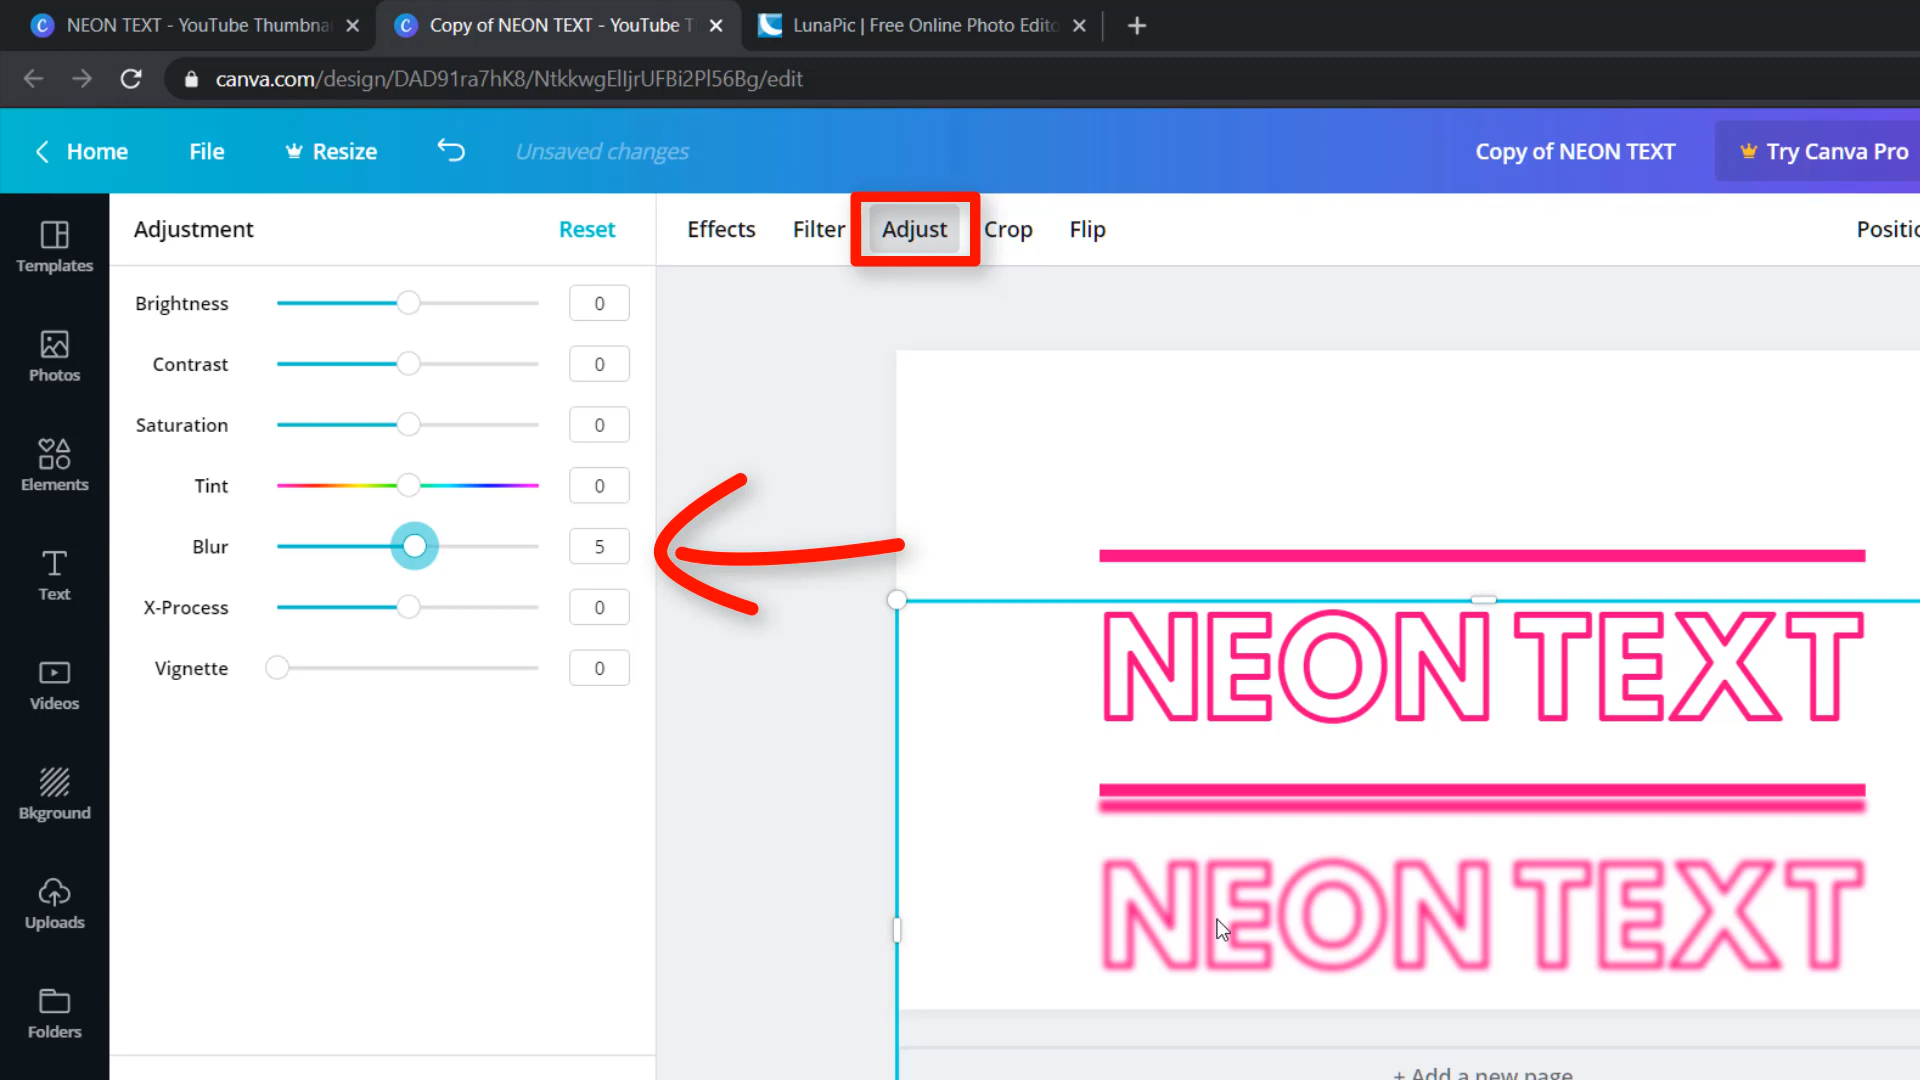 NEON TEXT - YouTube Thumbna
Copy of NEON TEXT - YouTube T
LunaPic | Free Online Photo Edito
canva.com/design/DAD91ra7hK8/NtkkwgElIjrUFBi2Pl56Bg/edit
Home
File
Resize
Unsaved changes
Copy of NEON TEXT
Try Canva Pro
Templates
Photos
Elements
Text
Videos
Bkground
Uploads
Folders
Adjustment
Reset
Brightness 0
Contrast 0
Saturation 0
Tint 0
Blur 5
X-Process 0
Vignette 0
Effects
Filter
Adjust
Crop
Flip
Positio
NEON TEXT
NEON TEXT
+ Add a new page